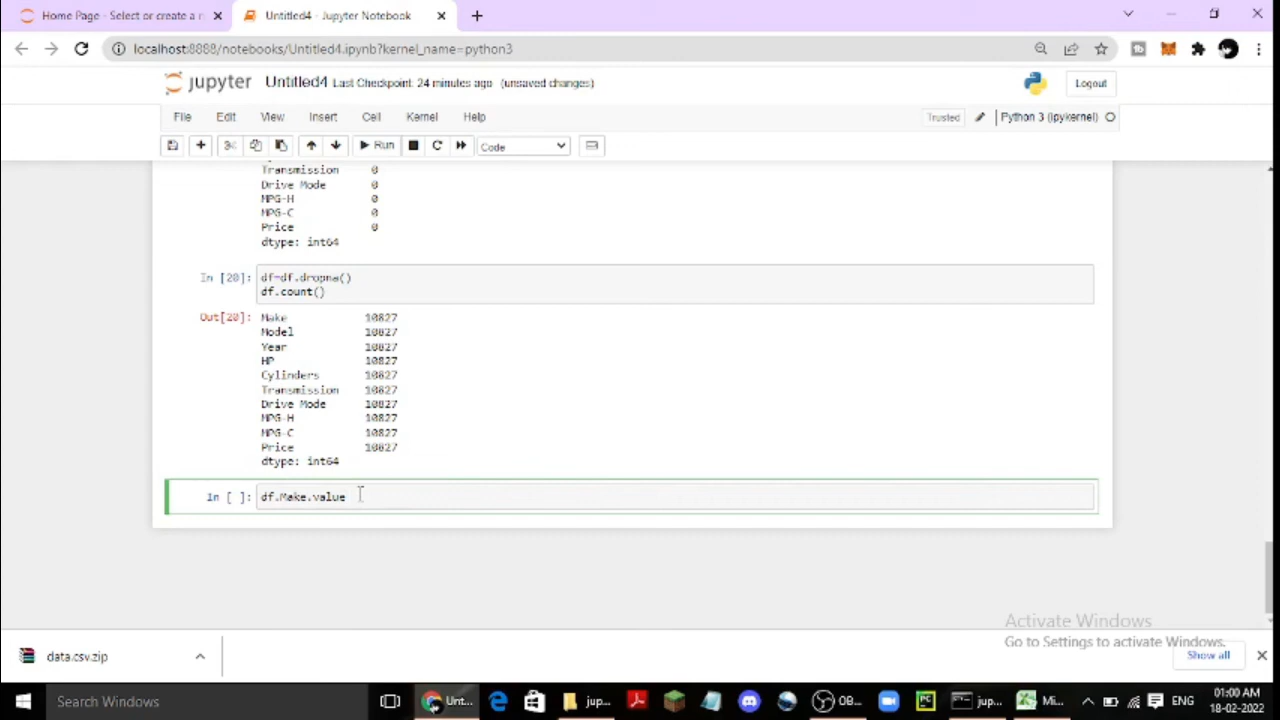 Home Page - Select or create a n
Untitled4 - Jupyter Notebook
localhost:8888/notebooks/Untitled4.ipynb?kernel_name=python3
jupyter Untitled4 Last Checkpoint: 24 minutes ago (unsaved changes)
Logout
File Edit View Insert Cell Kernel Help
Trusted Python 3 (ipykernel)
Run Code
Transmission 0
Drive Mode 0
MPG-H 0
MPG-C 0
Price 0
dtype: int64
In [20]: df=df.dropna()
df.count()
Out[20]: Make 10827
Model 10827
Year 10827
HP 10827
Cylinders 10827
Transmission 10827
Drive Mode 10827
MPG-H 10827
MPG-C 10827
Price 10827
dtype: int64
In [ ]: df.Make.value
Activate Windows
Go to Settings to activate Windows.
data.csv.zip
Show all
Search Windows
Unt...
jup...
OB...
jup...
Mi...
ENG
01:00 AM
18-02-2022